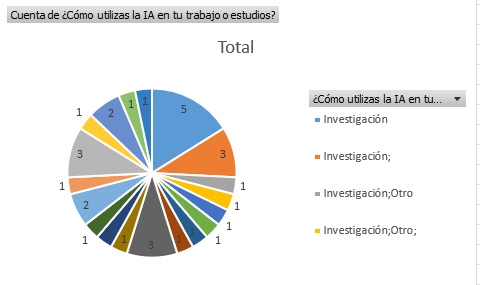 Cuenta de ¿Cómo utilizas la IA en tu trabajo o estudios?
Total
¿Cómo utilizas la IA en tu...
Investigación
Investigación;
Investigación;Otro
Investigación;Otro;
5
3
1
1
1
1
1
1
3
1
1
1
2
1
3
1
2
1
1